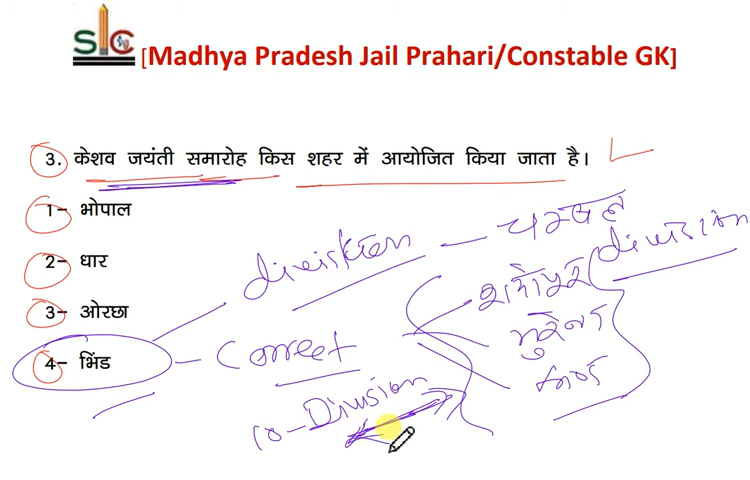 SIC
[Madhya Pradesh Jail Prahari/Constable GK]
3. केशव जयंती समारोह किस शहर में आयोजित किया जाता है।
1- भोपाल
2- धार
3- ओरछा
4- भिंड
division - चम्बल
division
श्योपुर
मुरैना
भिण्ड
Correct
10-Division